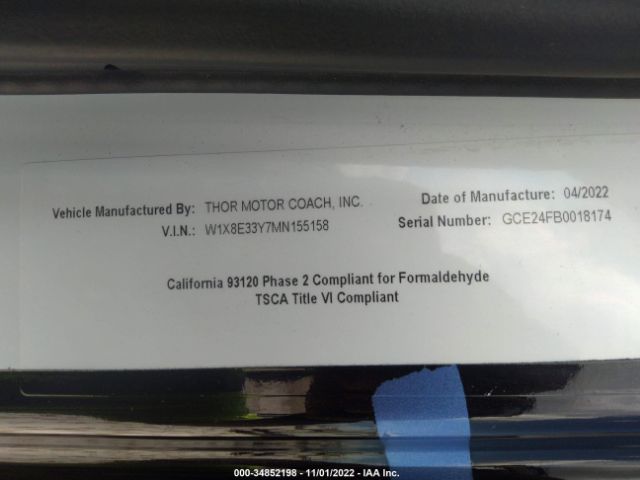 Vehicle Manufactured By: THOR MOTOR COACH, INC. Date of Manufacture: 04/2022
V.I.N.: W1X8E33Y7MN155158 Serial Number: GCE24FB0018174
California 93120 Phase 2 Compliant for Formaldehyde
TSCA Title VI Compliant
000-34852198 - 11/01/2022 - IAA Inc.